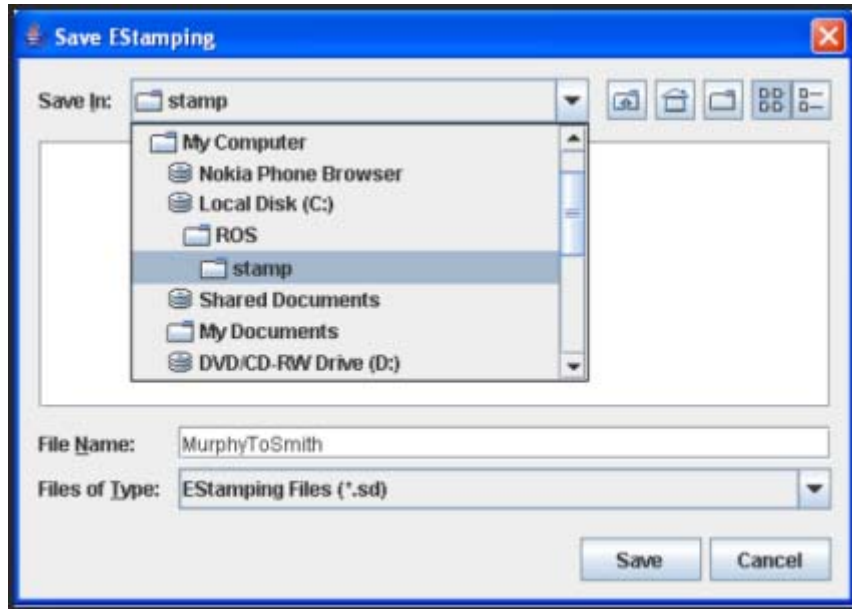 Save EStamping
Save In: stamp
My Computer
Nokia Phone Browser
Local Disk (C:)
ROS
stamp
Shared Documents
My Documents
DVD/CD-RW Drive (D:)
File Name: MurphyToSmith
Files of Type: EStamping Files (*.sd)
Save Cancel